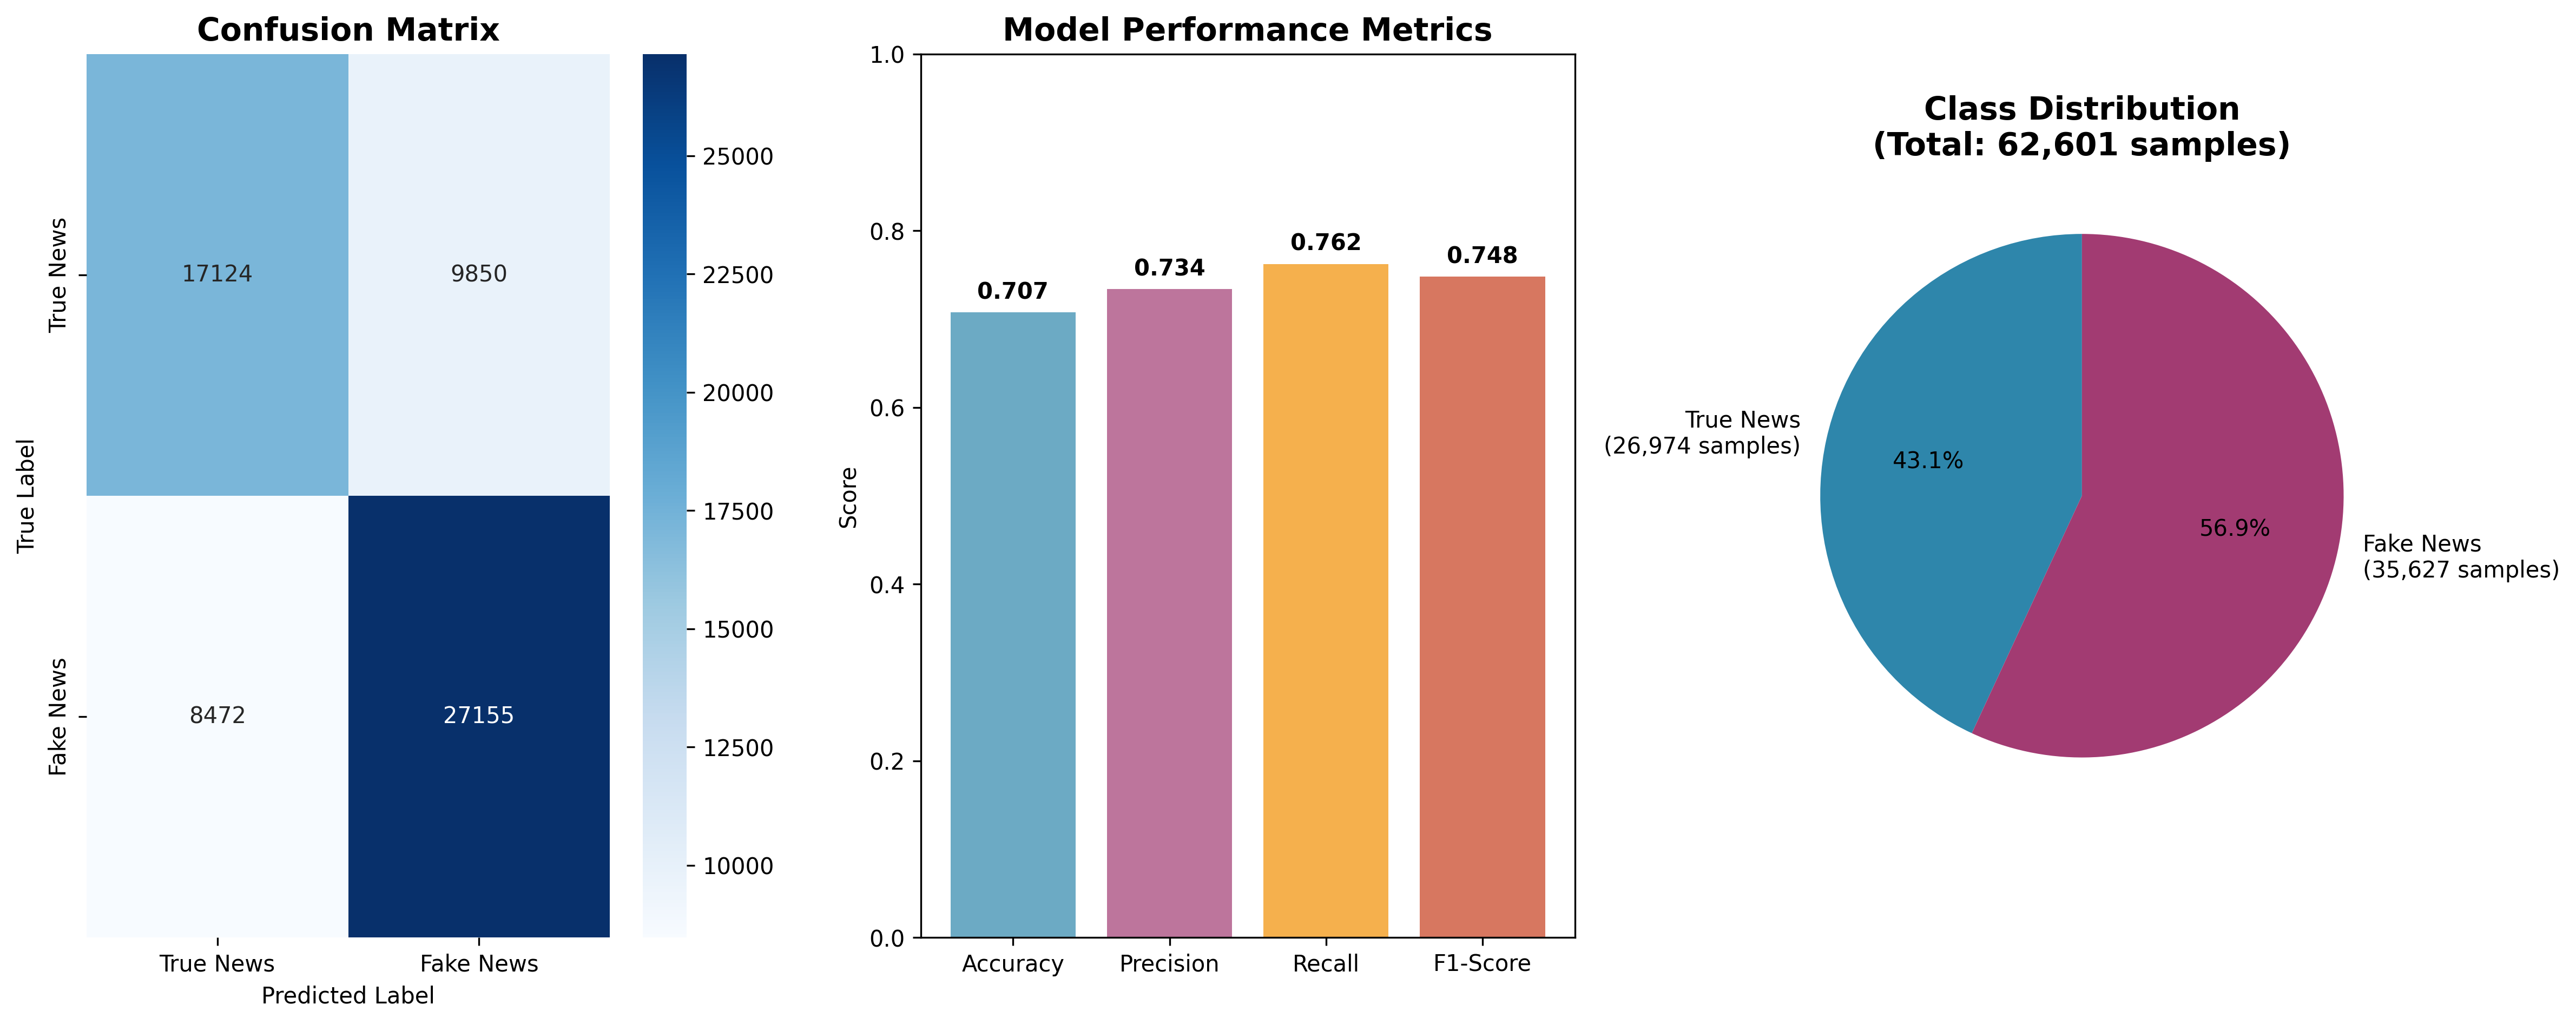 Confusion Matrix
True Label
True News
Fake News
17124
9850
8472
27155
True News
Fake News
Predicted Label
25000
22500
20000
17500
15000
12500
10000
Model Performance Metrics
Score
1.0
0.8
0.6
0.4
0.2
0.0
0.707
0.734
0.762
0.748
Accuracy
Precision
Recall
F1-Score
Class Distribution
(Total: 62,601 samples)
True News
(26,974 samples)
43.1%
56.9%
Fake News
(35,627 samples)